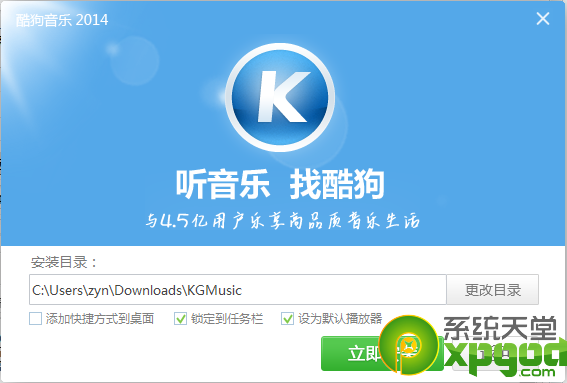 酷狗音乐 2014
K
听音乐 找酷狗
与4.5亿用户乐享高品质音乐生活
安装目录：
C:\Users\zyn\Downloads\KGMusic
更改目录
添加快捷方式到桌面 锁定到任务栏 设为默认播放器
立即
系统天堂
xpgod.com